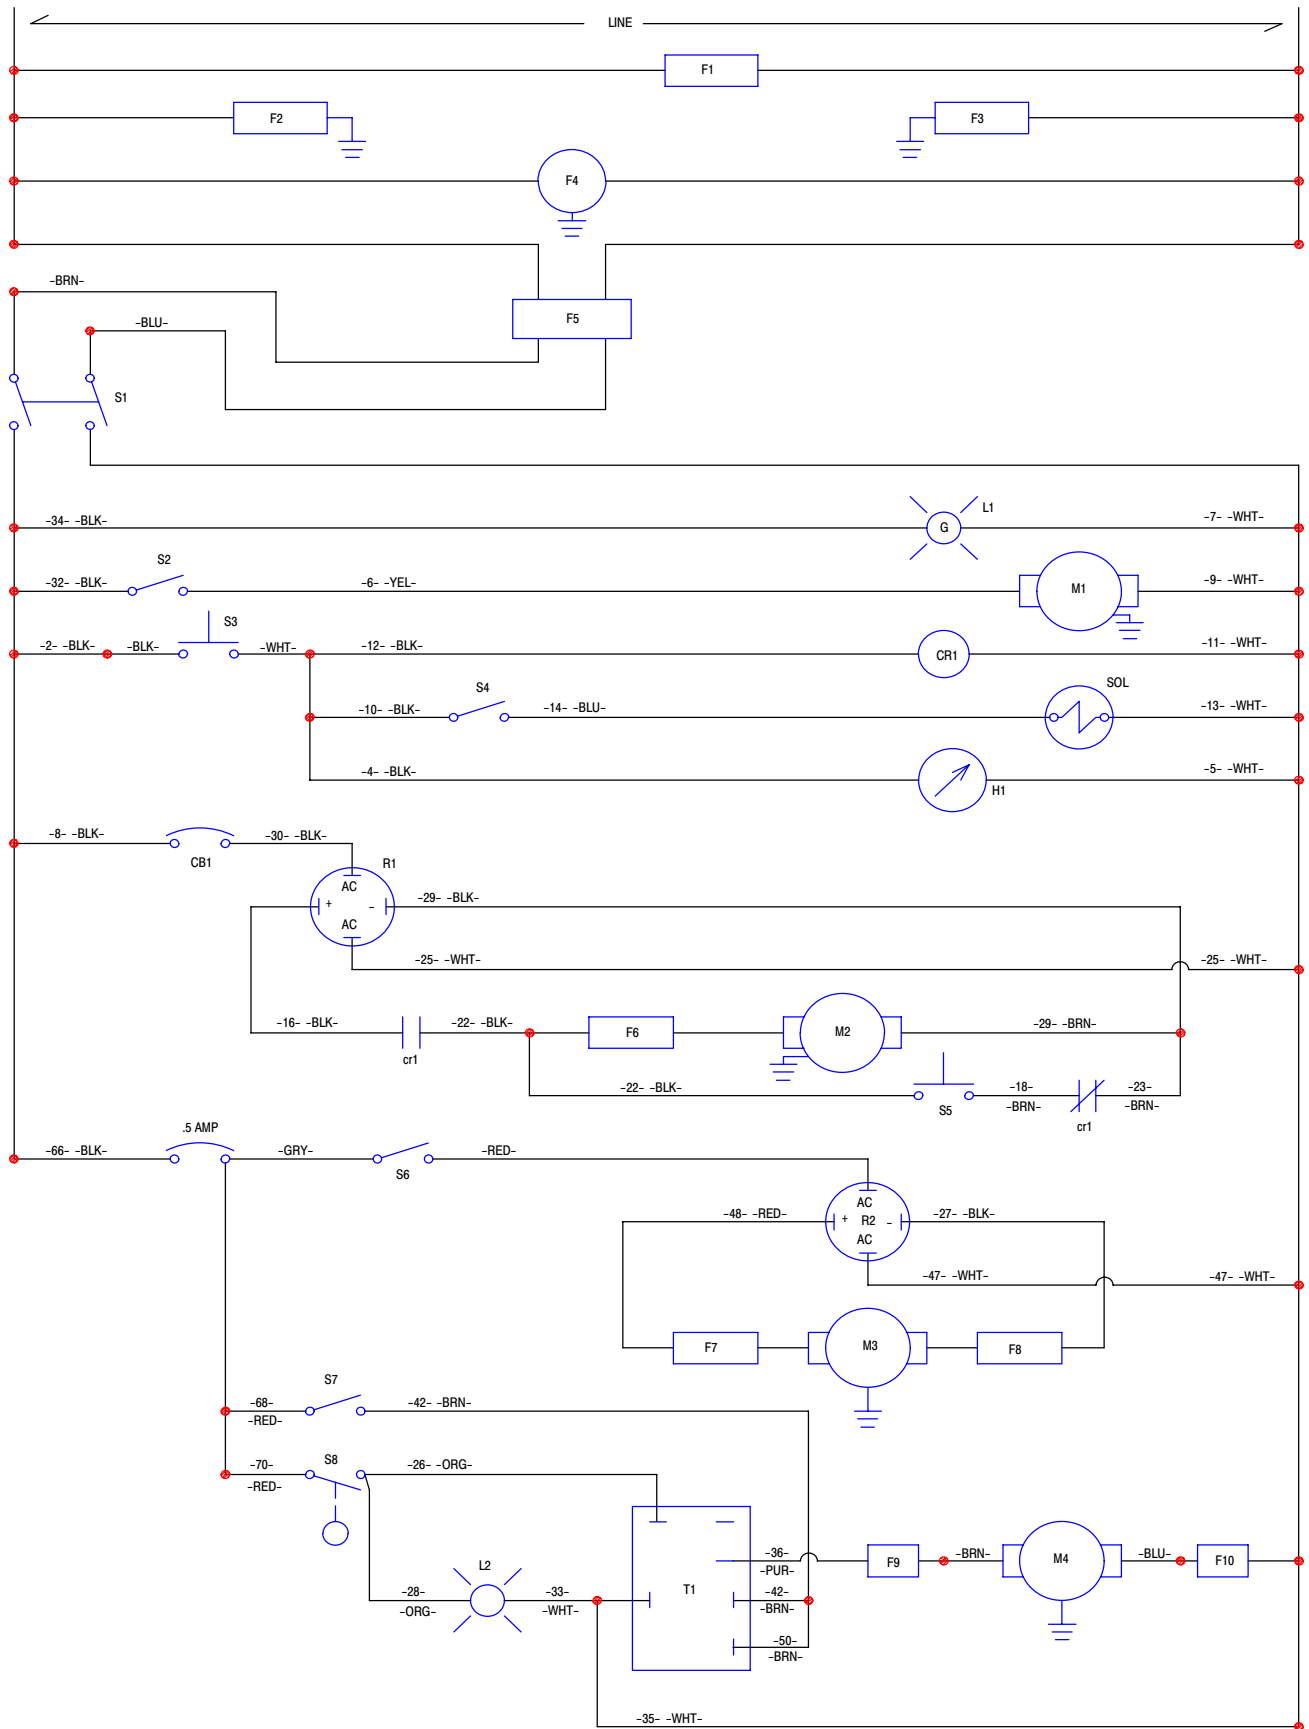 LINE
F1
F2
F3
F4
-BRN-
F5
-BLU-
S1
L1
-34- -BLK-
G
-7- -WHT-
S2
-32- -BLK-
-6- -YEL-
M1
-9- -WHT-
S3
-2- -BLK-
-BLK-
-WHT-
-12- -BLK-
CR1
-11- -WHT-
S4
SOL
-10- -BLK-
-14- -BLU-
-13- -WHT-
-4- -BLK-
-5- -WHT-
H1
-8- -BLK-
-30- -BLK-
CB1
R1
AC
+
-
-29- -BLK-
AC
-25- -WHT-
-25- -WHT-
-16- -BLK-
-22- -BLK-
F6
M2
-29- -BRN-
cr1
-22- -BLK-
-18-
-23-
S5
-BRN-
-BRN-
cr1
.5 AMP
-66- -BLK-
-GRY-
-RED-
S6
AC
-48- -RED-
+
R2
-
-27- -BLK-
AC
-47- -WHT-
-47- -WHT-
F7
M3
F8
S7
-68-
-42- -BRN-
-RED-
S8
-70-
-26- -ORG-
-RED-
-36-
F9
-BRN-
M4
-BLU-
F10
L2
-PUR-
-28-
-33-
T1
-42-
-ORG-
-WHT-
-BRN-
-50-
-BRN-
-35- -WHT-